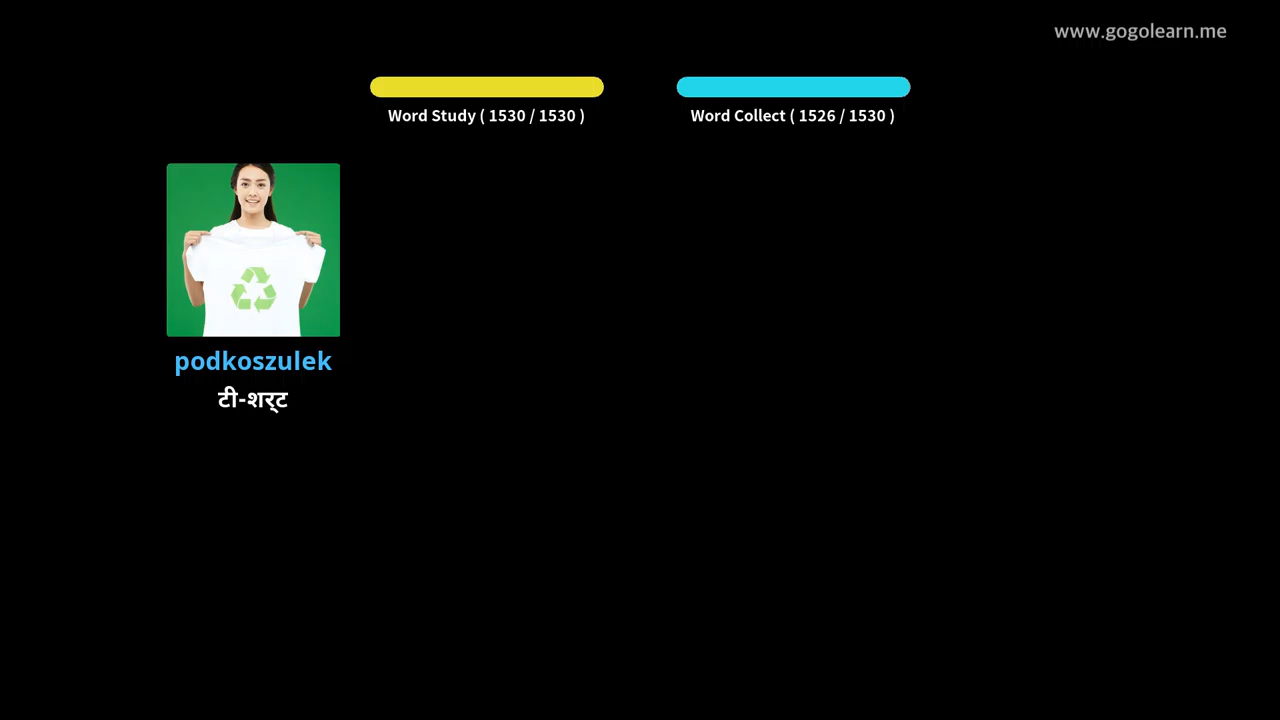 www.gogolearn.me
Word Study ( 1530 / 1530 )
Word Collect ( 1526 / 1530 )
podkoszulek
टी-शर्ट